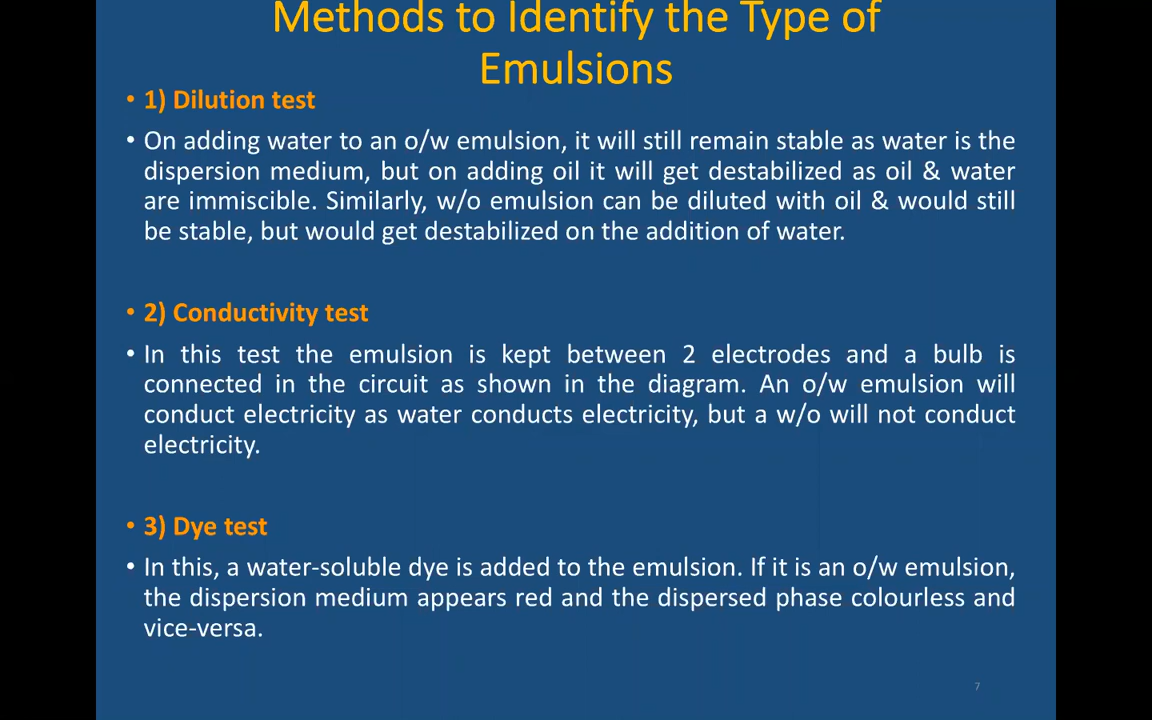 Methods to Identify the Type of
Emulsions
• 1) Dilution test
• On adding water to an o/w emulsion, it will still remain stable as water is the
dispersion medium, but on adding oil it will get destabilized as oil & water
are immiscible. Similarly, w/o emulsion can be diluted with oil & would still
be stable, but would get destabilized on the addition of water.
• 2) Conductivity test
• In this test the emulsion is kept between 2 electrodes and a bulb is
connected in the circuit as shown in the diagram. An o/w emulsion will
conduct electricity as water conducts electricity, but a w/o will not conduct
electricity.
• 3) Dye test
• In this, a water-soluble dye is added to the emulsion. If it is an o/w emulsion,
the dispersion medium appears red and the dispersed phase colourless and
vice-versa.
7